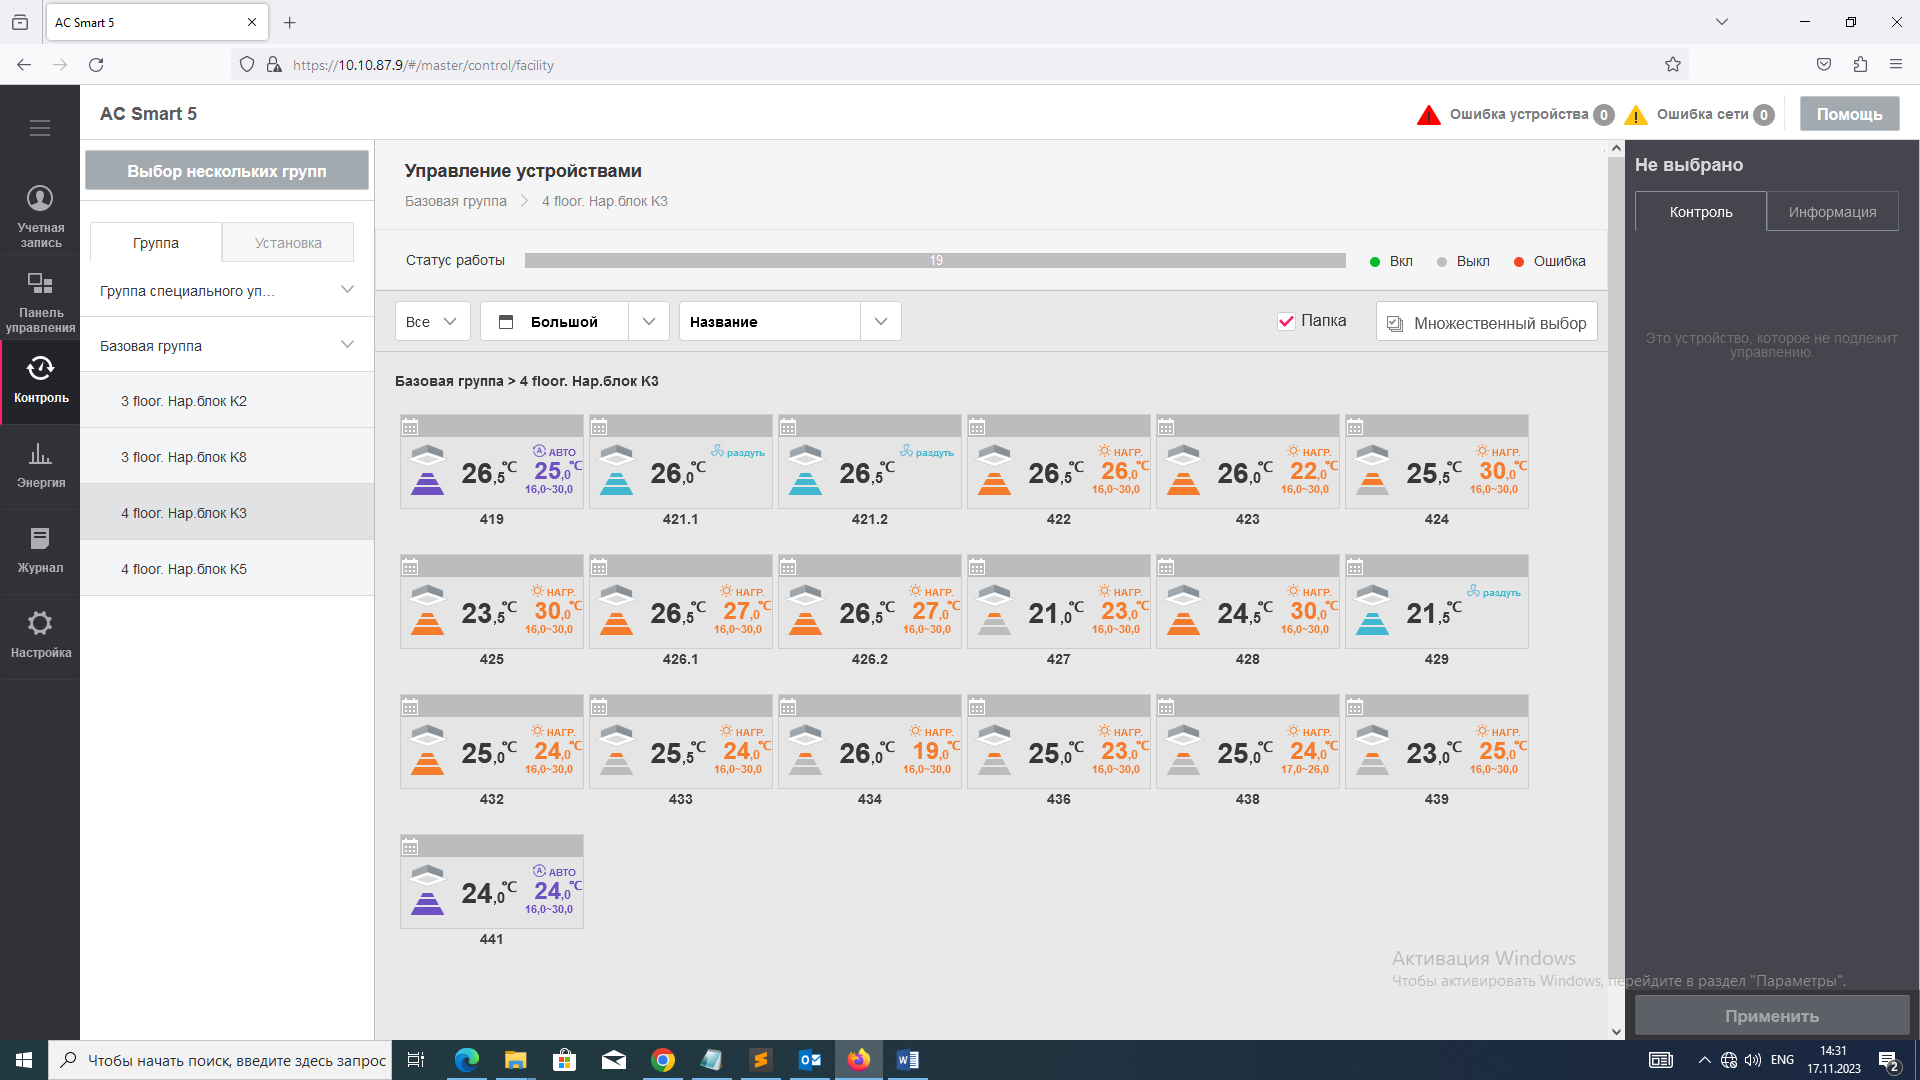 AC Smart 5
https://10.10.87.9/#/master/control/facility
AC Smart 5
Ошибка устройства 0
Ошибка сети 0
Помощь
Учетная
запись
Панель
управления
Контроль
Энергия
Журнал
Настройка
Выбор нескольких групп
Группа
Установка
Группа специального уп...
Базовая группа
3 floor. Нар.блок K2
3 floor. Нар.блок K8
4 floor. Нар.блок K3
4 floor. Нар.блок K5
Управление устройствами
Базовая группа > 4 floor. Нар.блок K3
Статус работы
19
Вкл
Выкл
Ошибка
Все
Большой
Название
Папка
Множественный выбор
Базовая группа > 4 floor. Нар.блок K3
26,5°C АВТО 25,0°C 16,0~30,0
419
26,0°C раздуть
421.1
26,5°C раздуть
421.2
26,5°C НАГР. 26,0°C 16,0~30,0
422
26,0°C НАГР. 22,0°C 16,0~30,0
423
25,5°C НАГР. 30,0°C 16,0~30,0
424
23,5°C НАГР. 30,0°C 16,0~30,0
425
26,5°C НАГР. 27,0°C 16,0~30,0
426.1
26,5°C НАГР. 27,0°C 16,0~30,0
426.2
21,0°C НАГР. 23,0°C 16,0~30,0
427
24,5°C НАГР. 30,0°C 16,0~30,0
428
21,5°C раздуть
429
25,0°C НАГР. 24,0°C 16,0~30,0
432
25,5°C НАГР. 24,0°C 16,0~30,0
433
26,0°C НАГР. 19,0°C 16,0~30,0
434
25,0°C НАГР. 23,0°C 16,0~30,0
436
25,0°C НАГР. 24,0°C 17,0~26,0
438
23,0°C НАГР. 25,0°C 16,0~30,0
439
24,0°C АВТО 24,0°C 16,0~30,0
441
Не выбрано
Контроль
Информация
Это устройство, которое не подлежит
управлению.
Активация Windows
Чтобы активировать Windows, перейдите в раздел "Параметры".
Применить
Чтобы начать поиск, введите здесь запрос
ENG
14:31
17.11.2023
2